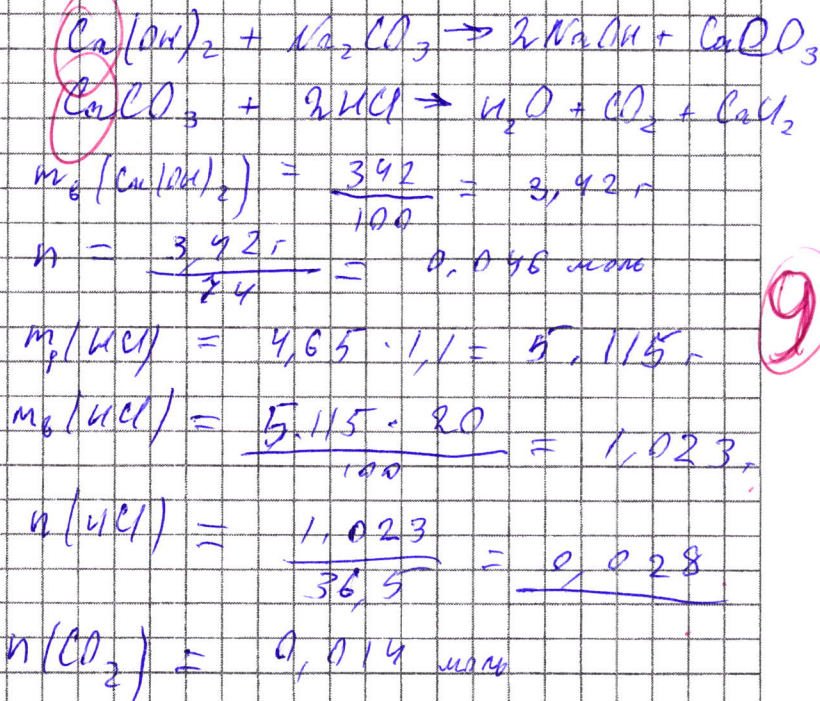 Ca(OH)₂ + Na₂CO₃ → 2NaOH + CaCO₃
CaCO₃ + 2HCl → H₂O + CO₂ + CaCl₂
mв(Ca(OH)₂) = 342/100 = 3,42 г
n = 3,42 г/74 = 0,046 моль
mр(HCl) = 4,65 · 1,1 = 5,115 г
9
mв(HCl) = 5,115 · 20/100 = 1,023 г
n(HCl) = 1,023/36,5 = 0,028
n(CO₂) = 0,014 моль